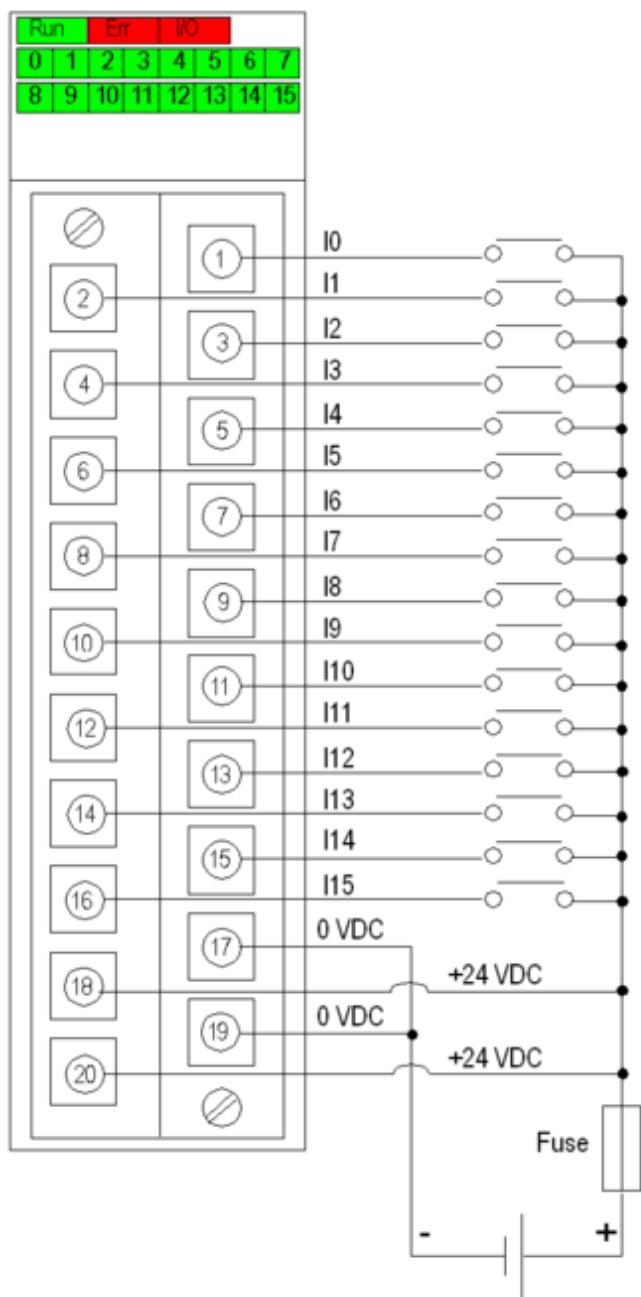 Run Err I/O
0 1 2 3 4 5 6 7
8 9 10 11 12 13 14 15
1 I0
2 I1
3 I2
4 I3
5 I4
6 I5
7 I6
8 I7
9 I8
10 I9
11 I10
12 I11
13 I12
14 I13
15 I14
16 I15
17 0 VDC
18 +24 VDC
19 0 VDC
20 +24 VDC
Fuse
- +